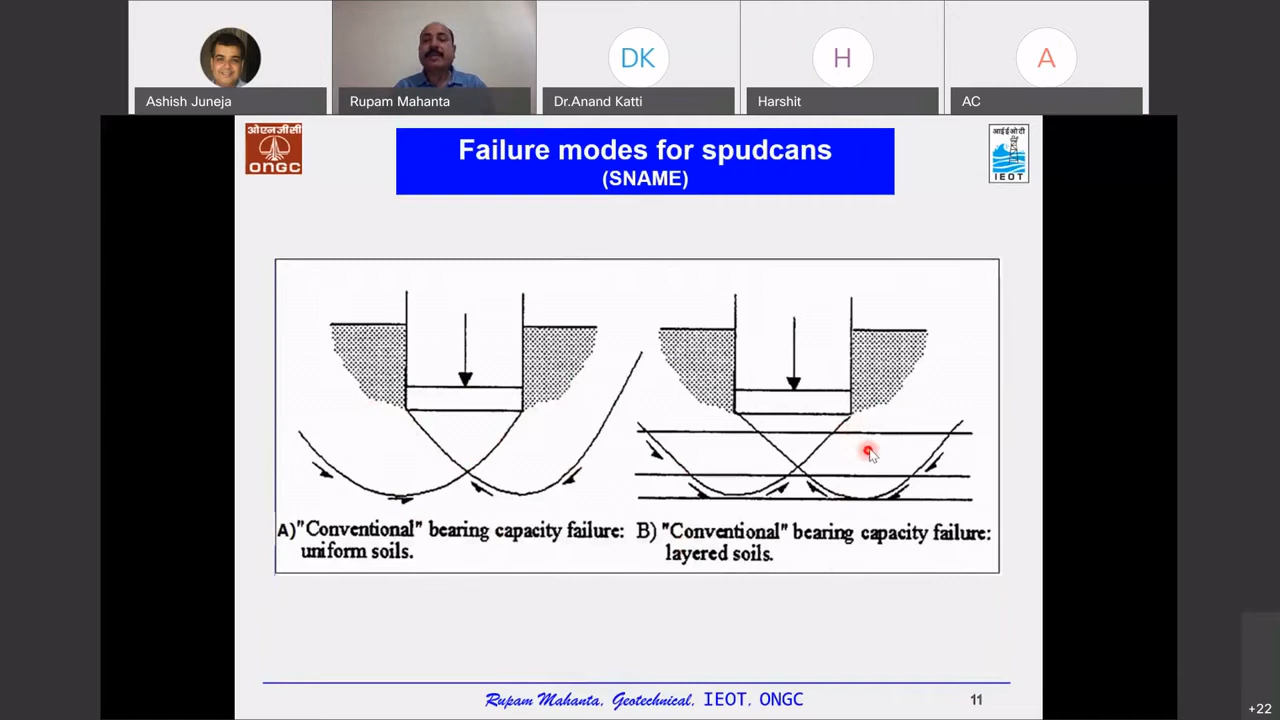 DK
H
A
Ashish Juneja
Rupam Mahanta
Dr.Anand Katti
Harshit
AC
ओएनजीसी
ONGC
Failure modes for spudcans
(SNAME)
आई ई ओ टी
IEOT
A) "Conventional" bearing capacity failure:
uniform soils.
B) "Conventional" bearing capacity failure:
layered soils.
Rupam Mahanta, Geotechnical, IEOT, ONGC
11
+22